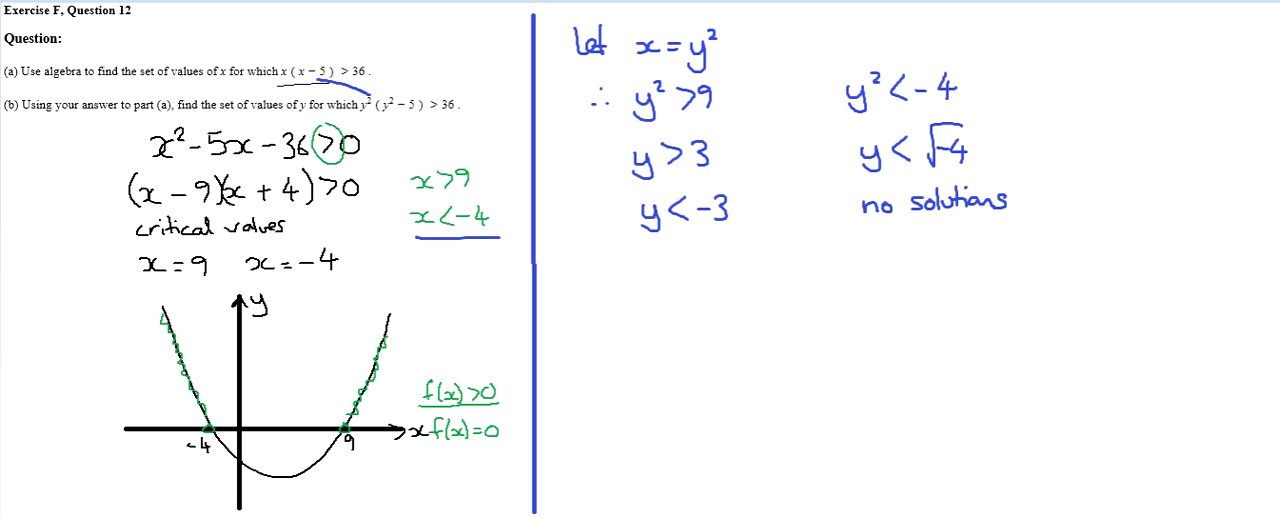 Exercise F, Question 12
Question:
(a) Use algebra to find the set of values of x for which x ( x − 5 ) > 36 .
(b) Using your answer to part (a), find the set of values of y for which y² ( y² − 5 ) > 36 .
x² − 5x − 36 > 0
(x − 9)(x + 4) > 0
critical values
x = 9 x = −4
x > 9
x < −4
y
f(x) > 0
x f(x) = 0
−4 9
Let x = y²
∴ y² > 9 y² < −4
y > 3 y < √−4
y < −3 no solutions